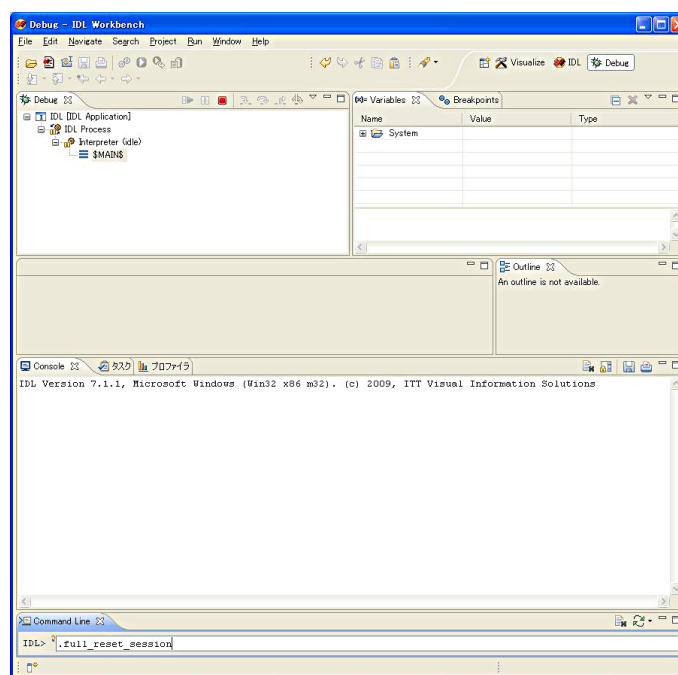 Debug - IDL Workbench
File Edit Navigate Search Project Run Window Help
Visualize IDL Debug
Debug
Variables Breakpoints
IDL [IDL Application]
IDL Process
Interpreter (idle)
$MAIN$
Name Value Type
System
Outline
An outline is not available.
Console タスク プロファイラ
IDL Version 7.1.1, Microsoft Windows (Win32 x86 m32). (c) 2009, ITT Visual Information Solutions
Command Line
IDL> .full_reset_session